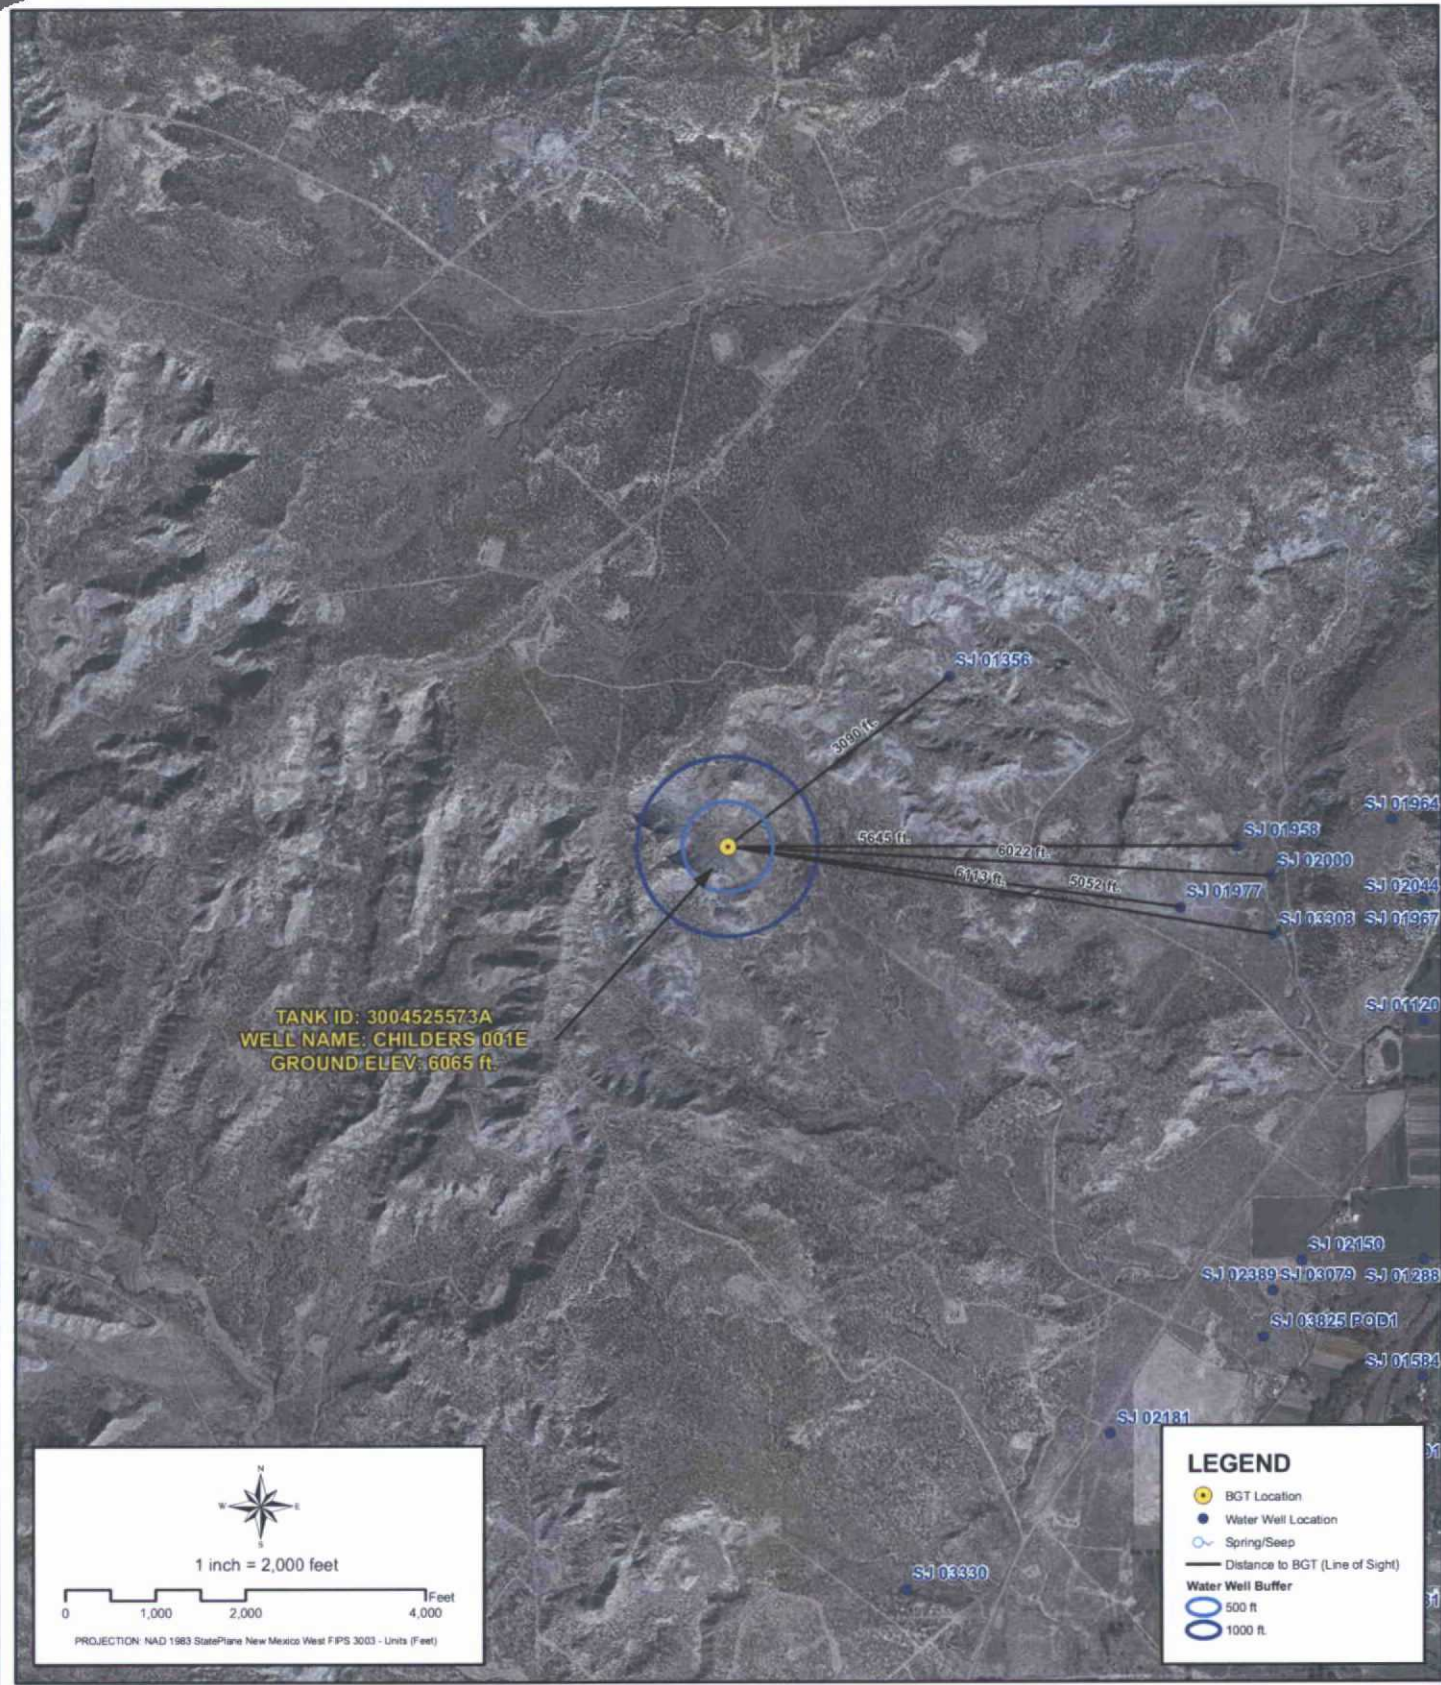 SJ 01356
3090 ft.
SJ 01964
5645 ft.
SJ 01958
6022 ft.
SJ 02000
6113 ft.
5052 ft.
SJ 01977
SJ 02044
SJ 03308
SJ 01967
TANK ID: 3004525573A
WELL NAME: CHILDERS 001E
GROUND ELEV: 6065 ft.
SJ 01120
SJ 02150
SJ 02389 SJ 03079
SJ 01288
SJ 03825 POD1
SJ 01584
SJ 02181
SJ 03330
N
W
E
S
1 inch = 2,000 feet
Feet
0 1,000 2,000 4,000
PROJECTION: NAD 1983 StatePlane New Mexico West FIPS 3003 - Units (Feet)
LEGEND
BGT Location
Water Well Location
Spring/Seep
Distance to BGT (Line of Sight)
Water Well Buffer
500 ft
1000 ft.